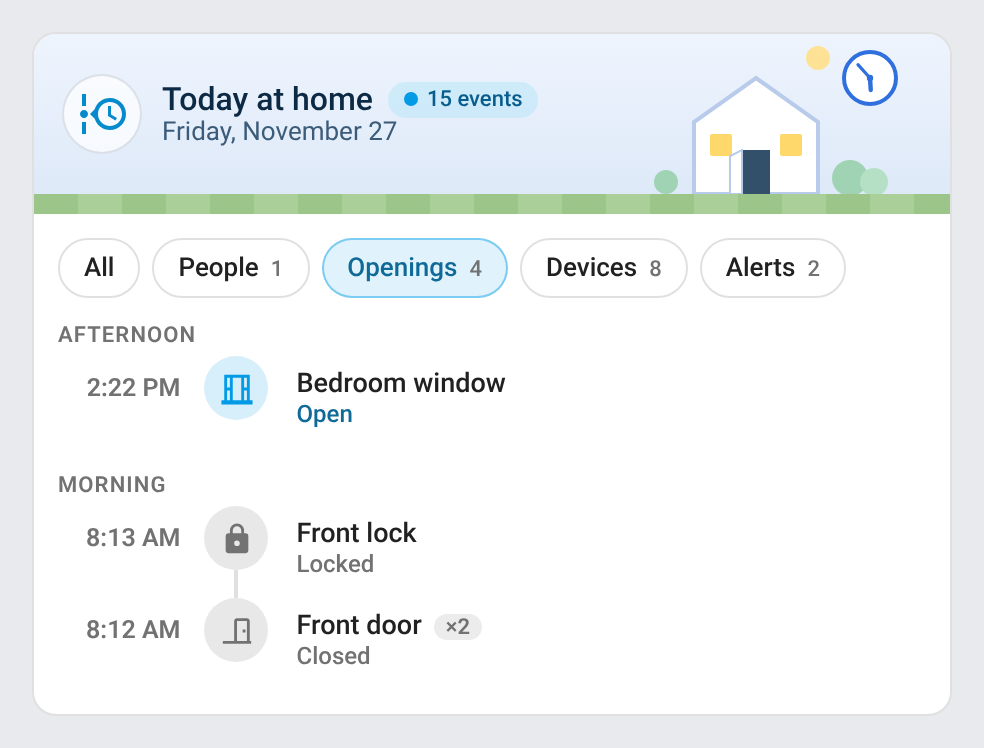 Today at home
15 events
Friday, November 27
All
People 1
Openings 4
Devices 8
Alerts 2
AFTERNOON
2:22 PM
Bedroom window
Open
MORNING
8:13 AM
Front lock
Locked
8:12 AM
Front door ×2
Closed